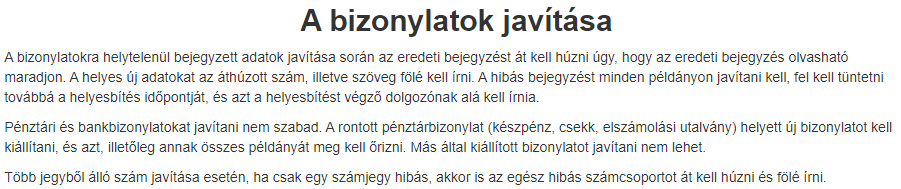 A bizonylatok javítása
A bizonylatokra helytelenül bejegyzett adatok javítása során az eredeti bejegyzést át kell húzni úgy, hogy az eredeti bejegyzés olvasható
maradjon. A helyes új adatokat az áthúzott szám, illetve szöveg fölé kell írni. A hibás bejegyzést minden példányon javítani kell, fel kell tüntetni
továbbá a helyesbítés időpontját, és azt a helyesbítést végző dolgozónak alá kell írnia.
Pénztári és bankbizonylatokat javítani nem szabad. A rontott pénztárbizonylat (készpénz, csekk, elszámolási utalvány) helyett új bizonylatot kell
kiállítani, és azt, illetőleg annak összes példányát meg kell őrizni. Más által kiállított bizonylatot javítani nem lehet.
Több jegyből álló szám javítása esetén, ha csak egy számjegy hibás, akkor is az egész hibás számcsoportot át kell húzni és fölé írni.